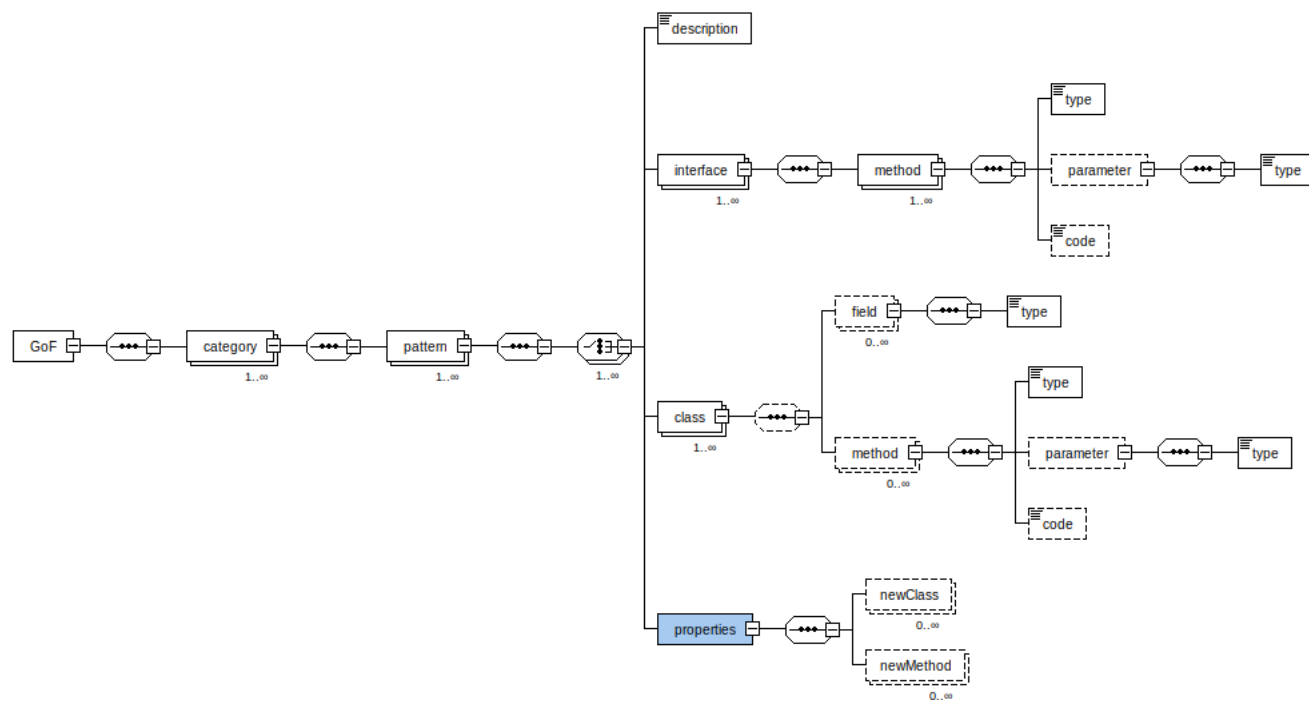 description
type
interface
1..∞
method
1..∞
parameter
type
code
GoF
category
1..∞
pattern
1..∞
1..∞
field
0..∞
type
class
1..∞
method
0..∞
type
parameter
type
code
properties
newClass
0..∞
newMethod
0..∞